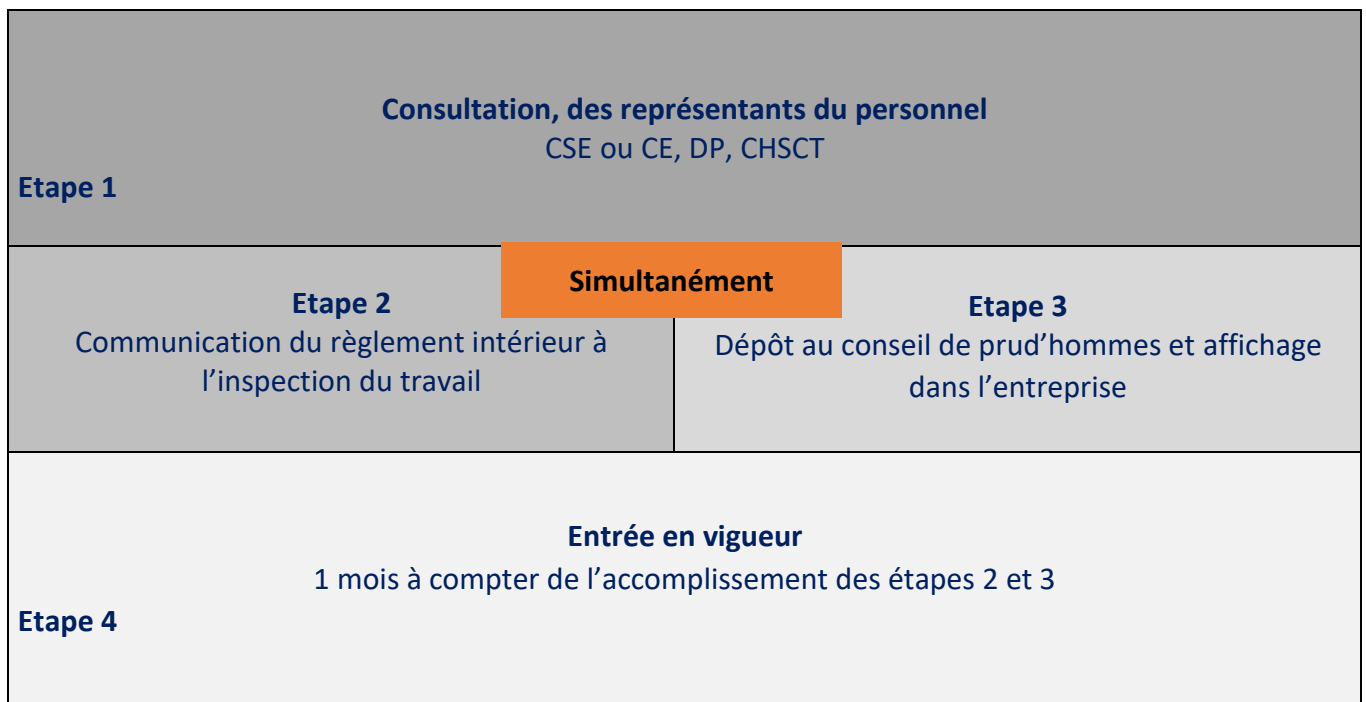 Consultation, des représentants du personnel
CSE ou CE, DP, CHSCT
Etape 1
Simultanément
Etape 2
Communication du règlement intérieur à
l’inspection du travail
Etape 3
Dépôt au conseil de prud’hommes et affichage
dans l’entreprise
Entrée en vigueur
1 mois à compter de l’accomplissement des étapes 2 et 3
Etape 4